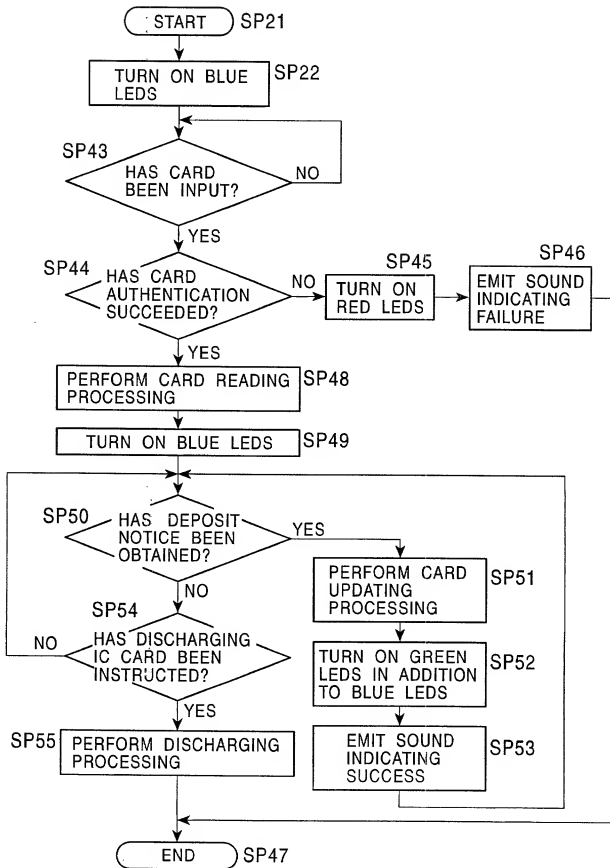 START SP21
TURN ON BLUE
LEDS
SP22
SP43
HAS CARD
BEEN INPUT?
NO
YES
SP44
HAS CARD
AUTHENTICATION
SUCCEEDED?
NO
SP45
TURN ON
RED LEDS
SP46
EMIT SOUND
INDICATING
FAILURE
YES
PERFORM CARD READING
PROCESSING
SP48
TURN ON BLUE LEDS SP49
SP50
HAS DEPOSIT
NOTICE BEEN
OBTAINED?
YES
PERFORM CARD
UPDATING
PROCESSING
SP51
NO
SP54
HAS DISCHARGING
IC CARD BEEN
INSTRUCTED?
NO
TURN ON GREEN
LEDS IN ADDITION
TO BLUE LEDS
SP52
YES
SP55
PERFORM DISCHARGING
PROCESSING
EMIT SOUND
INDICATING
SUCCESS
SP53
END SP47